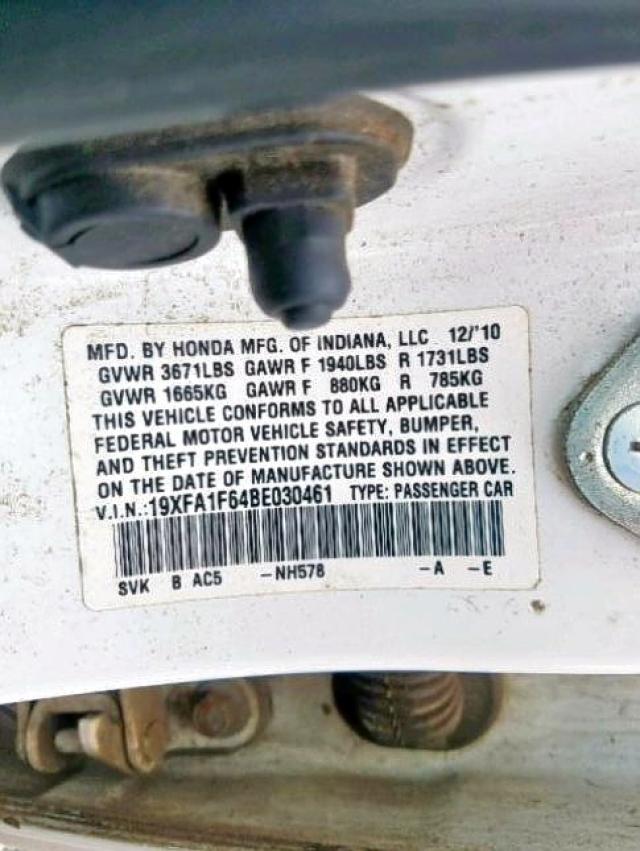 MFD. BY HONDA MFG. OF INDIANA, LLC 12/'10
GVWR 3671LBS GAWR F 1940LBS R 1731LBS
GVWR 1665KG GAWR F 880KG R 785KG
THIS VEHICLE CONFORMS TO ALL APPLICABLE
FEDERAL MOTOR VEHICLE SAFETY, BUMPER,
AND THEFT PREVENTION STANDARDS IN EFFECT
ON THE DATE OF MANUFACTURE SHOWN ABOVE.
V.I.N.:19XFA1F64BE030461 TYPE: PASSENGER CAR
SVK B AC5 -NH578 -A -E